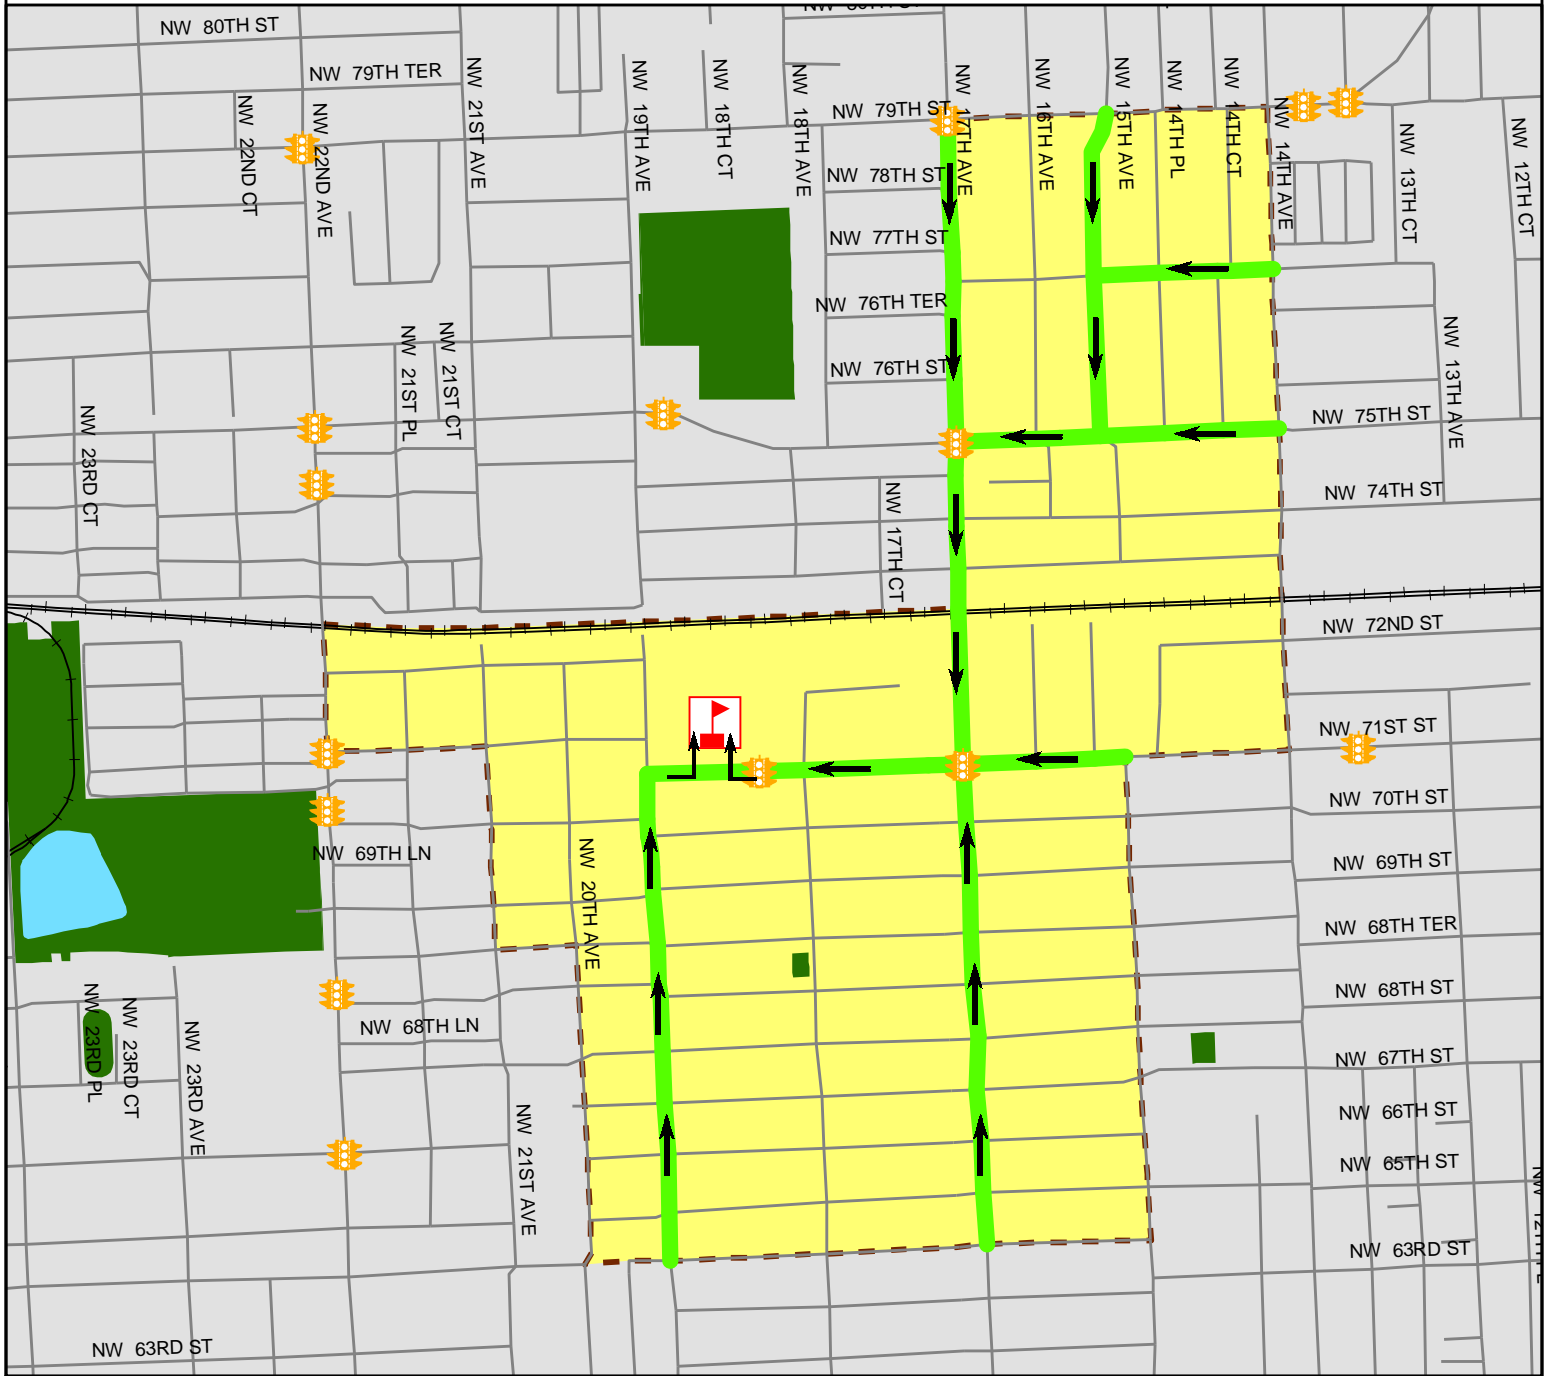 NW 80TH ST
NW 79TH TER
NW 22ND CT
NW 22ND AVE
NW 21ST AVE
NW 19TH AVE
NW 18TH CT
NW 18TH AVE
NW 79TH ST
NW 17TH AVE
NW 16TH AVE
NW 15TH AVE
NW 14TH PL
NW 14TH CT
NW 14TH AVE
NW 13TH CT
NW 12TH CT
NW 78TH ST
NW 77TH ST
NW 76TH TER
NW 76TH ST
NW 21ST PL
NW 21ST CT
NW 23RD CT
NW 13TH AVE
NW 75TH ST
NW 74TH ST
NW 17TH CT
NW 72ND ST
NW 71ST ST
NW 70TH ST
NW 69TH LN
NW 20TH AVE
NW 69TH ST
NW 68TH TER
NW 68TH ST
NW 23RD PL
NW 23RD CT
NW 23RD AVE
NW 68TH LN
NW 67TH ST
NW 66TH ST
NW 21ST AVE
NW 65TH ST
NW 63RD ST
NW 63RD ST